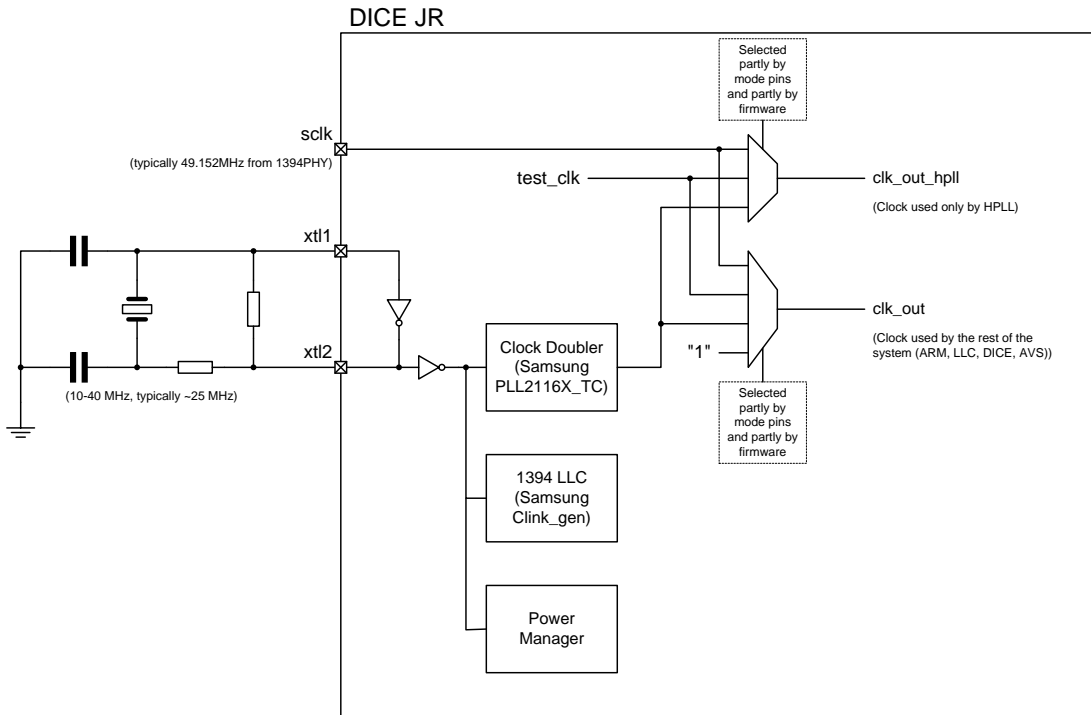 DICE JR
Selected
partly by
mode pins
and partly by
firmware
sclk
(typically 49.152MHz from 1394PHY)
test_clk
clk_out_hpll
(Clock used only by HPLL)
xtl1
clk_out
(Clock used by the rest of the
system (ARM, LLC, DICE, AVS))
xtl2
Clock Doubler
(Samsung
PLL2116X_TC)
"1"
(10-40 MHz, typically ~25 MHz)
Selected
partly by
mode pins
and partly by
firmware
1394 LLC
(Samsung
Clink_gen)
Power
Manager